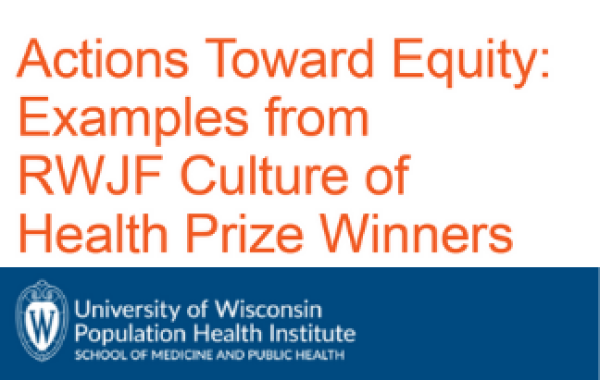 Actions Toward Equity:
Examples from
RWJF Culture of
Health Prize Winners
W
University of Wisconsin
Population Health Institute
SCHOOL OF MEDICINE AND PUBLIC HEALTH